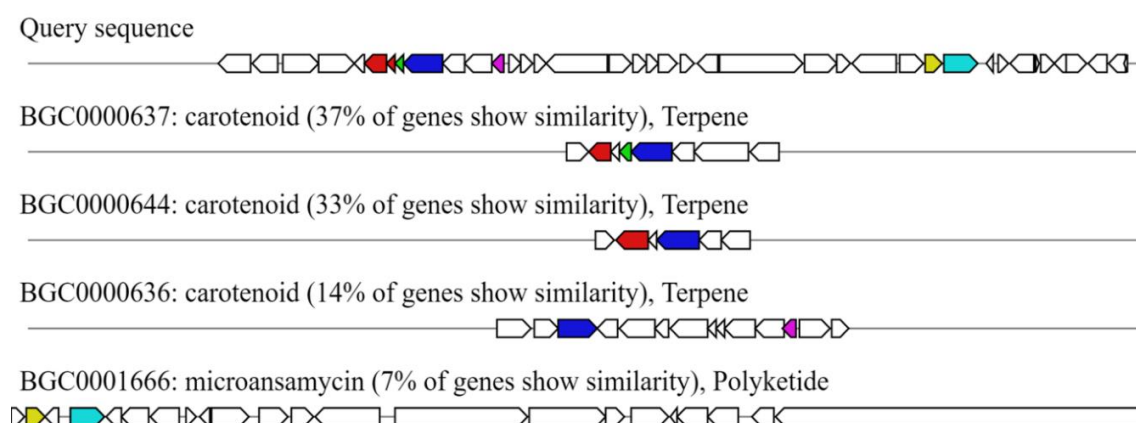 Query sequence
BGC0000637: carotenoid (37% of genes show similarity), Terpene
BGC0000644: carotenoid (33% of genes show similarity), Terpene
BGC0000636: carotenoid (14% of genes show similarity), Terpene
BGC0001666: microansamycin (7% of genes show similarity), Polyketide